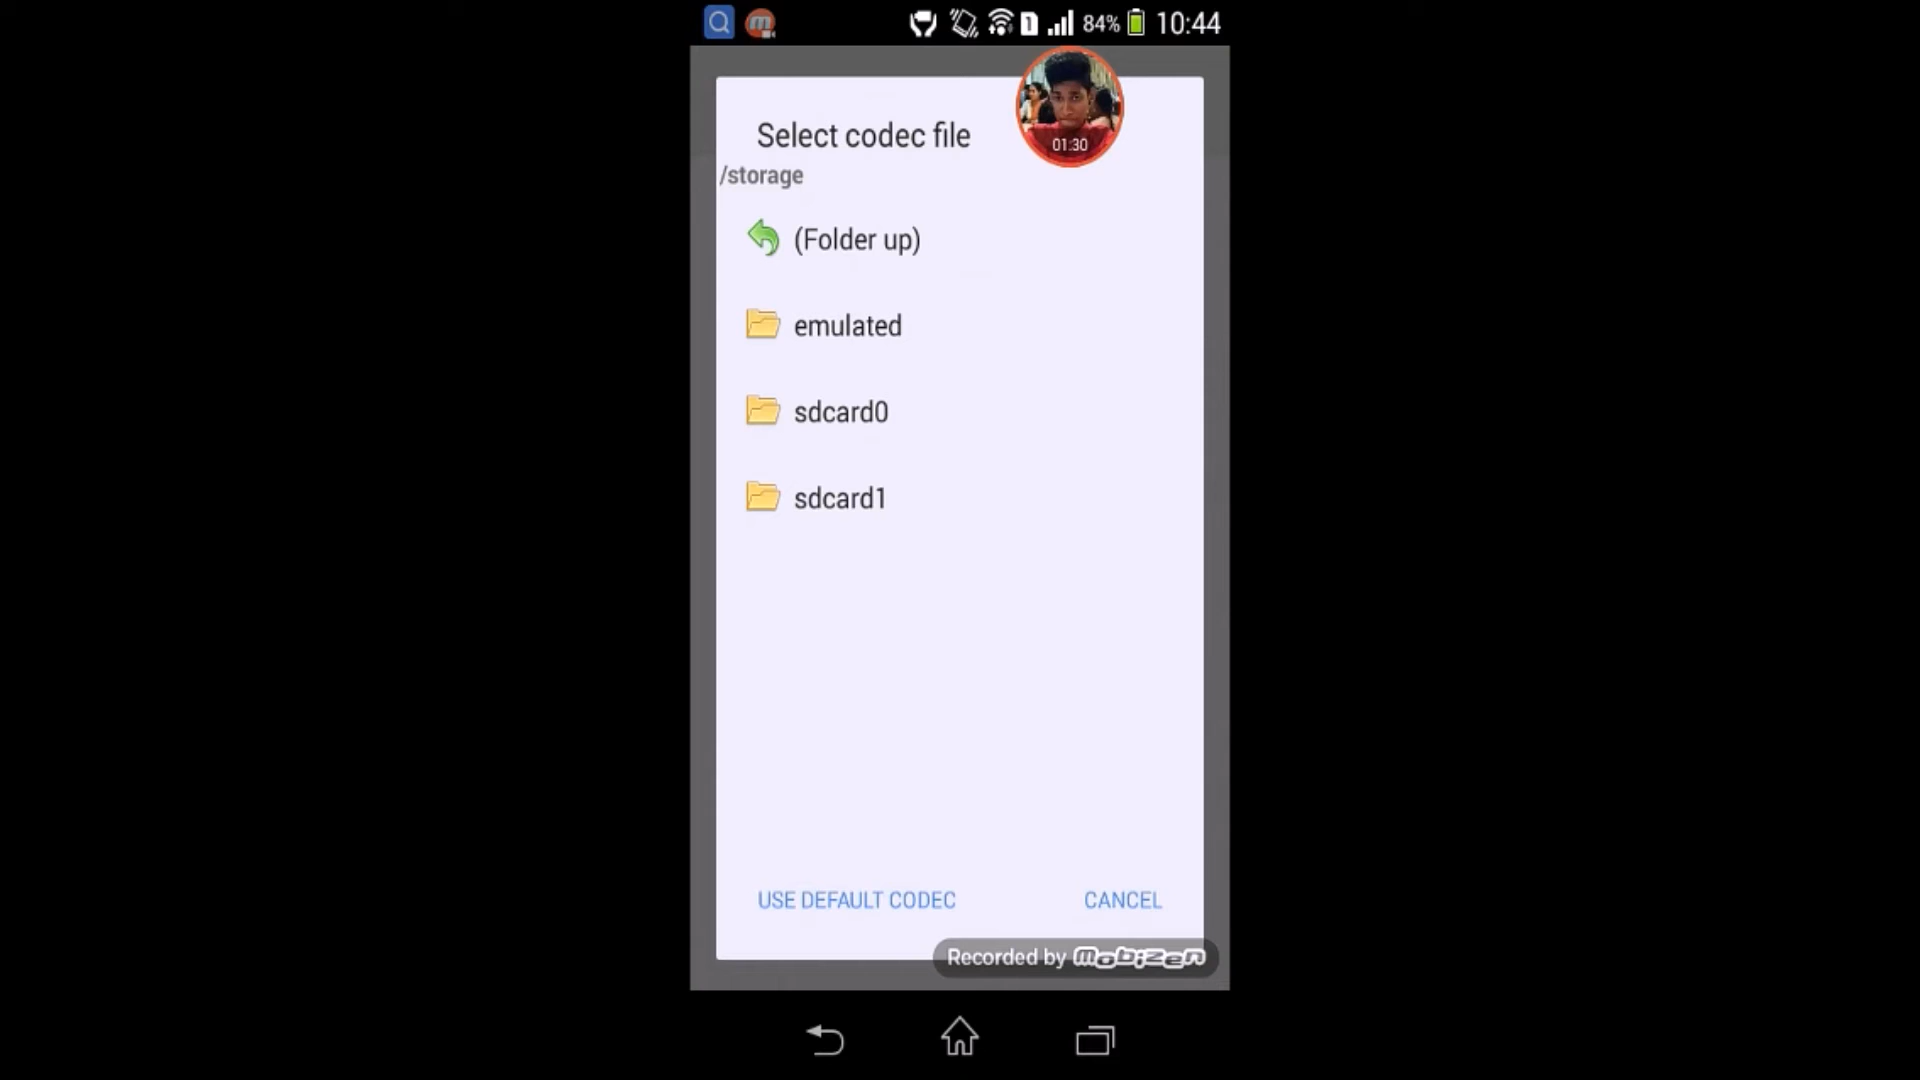 84% 10:44
01:30
Select codec file
/storage
(Folder up)
emulated
sdcard0
sdcard1
USE DEFAULT CODEC CANCEL
Recorded by mobizen